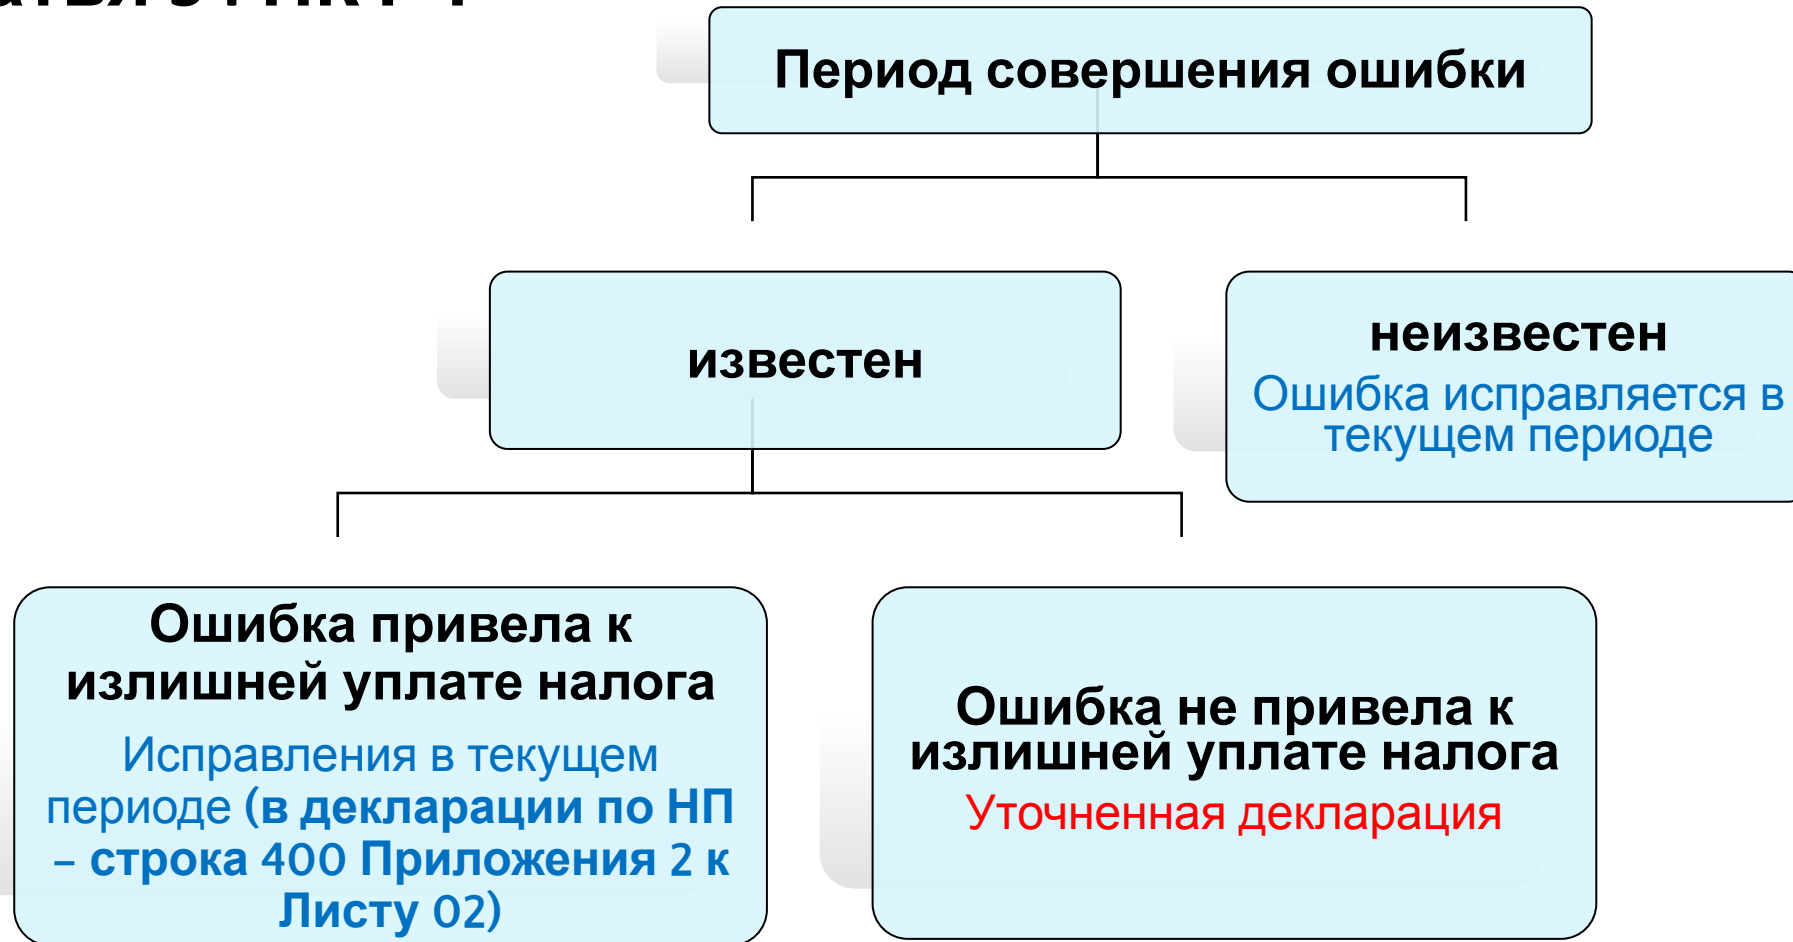 Период совершения ошибки
известен
неизвестен
Ошибка исправляется в
текущем периоде
Ошибка привела к
излишней уплате налога
Исправления в текущем
периоде (в декларации по НП
– строка 400 Приложения 2 к
Листу 02)
Ошибка не привела к
излишней уплате налога
Уточненная декларация